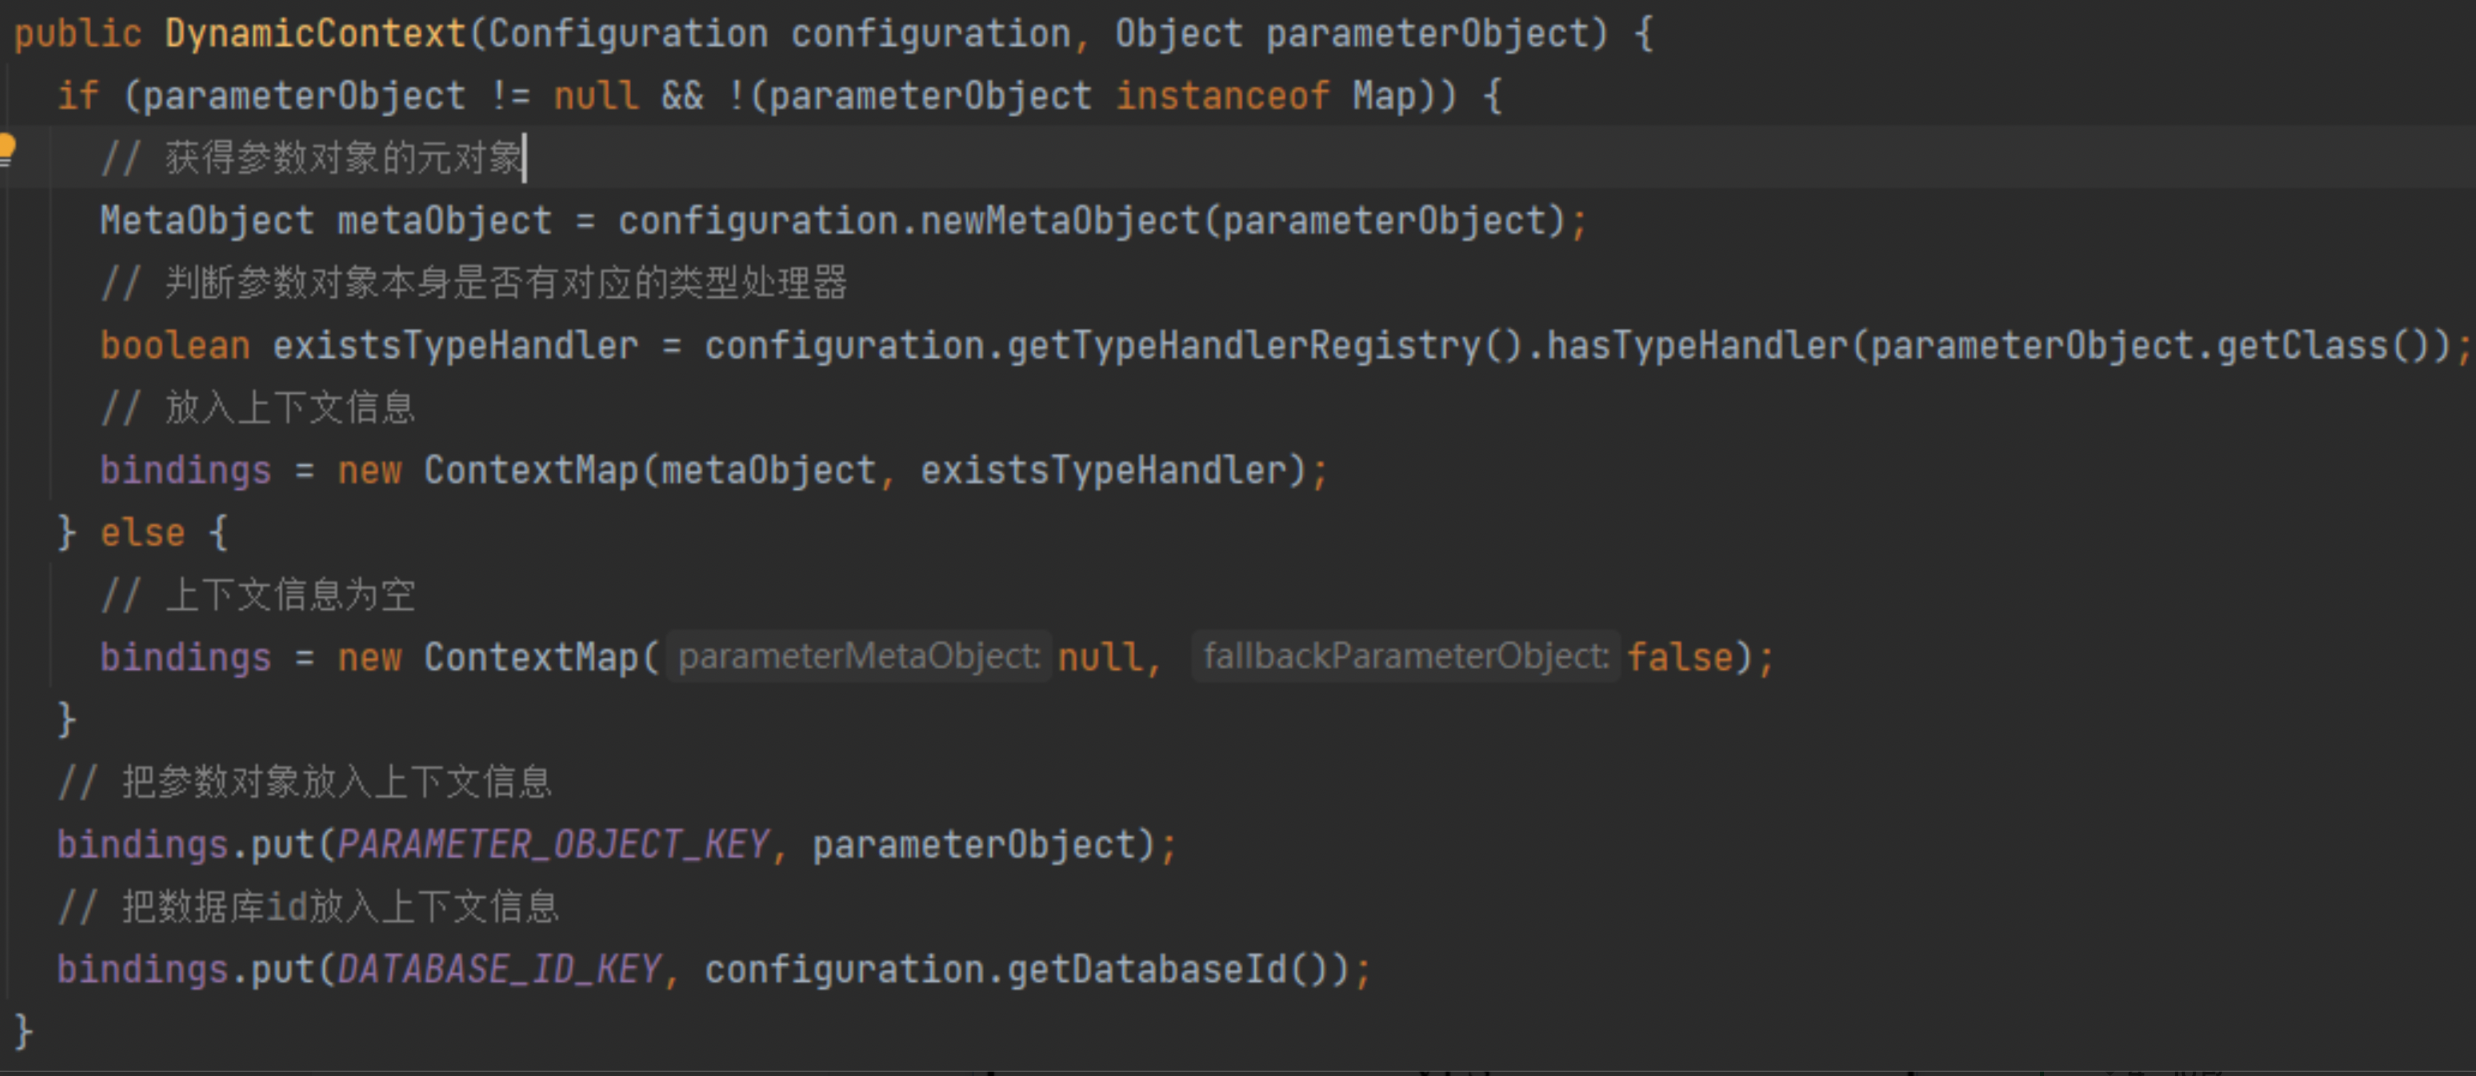 public DynamicContext(Configuration configuration, Object parameterObject) {
if (parameterObject != null && !(parameterObject instanceof Map)) {
// 获得参数对象的元对象
MetaObject metaObject = configuration.newMetaObject(parameterObject);
// 判断参数对象本身是否有对应的类型处理器
boolean existsTypeHandler = configuration.getTypeHandlerRegistry().hasTypeHandler(parameterObject.getClass());
// 放入上下文信息
bindings = new ContextMap(metaObject, existsTypeHandler);
} else {
// 上下文信息为空
bindings = new ContextMap( parameterMetaObject: null, fallbackParameterObject: false);
}
// 把参数对象放入上下文信息
bindings.put(PARAMETER_OBJECT_KEY, parameterObject);
// 把数据库id放入上下文信息
bindings.put(DATABASE_ID_KEY, configuration.getDatabaseId());
}